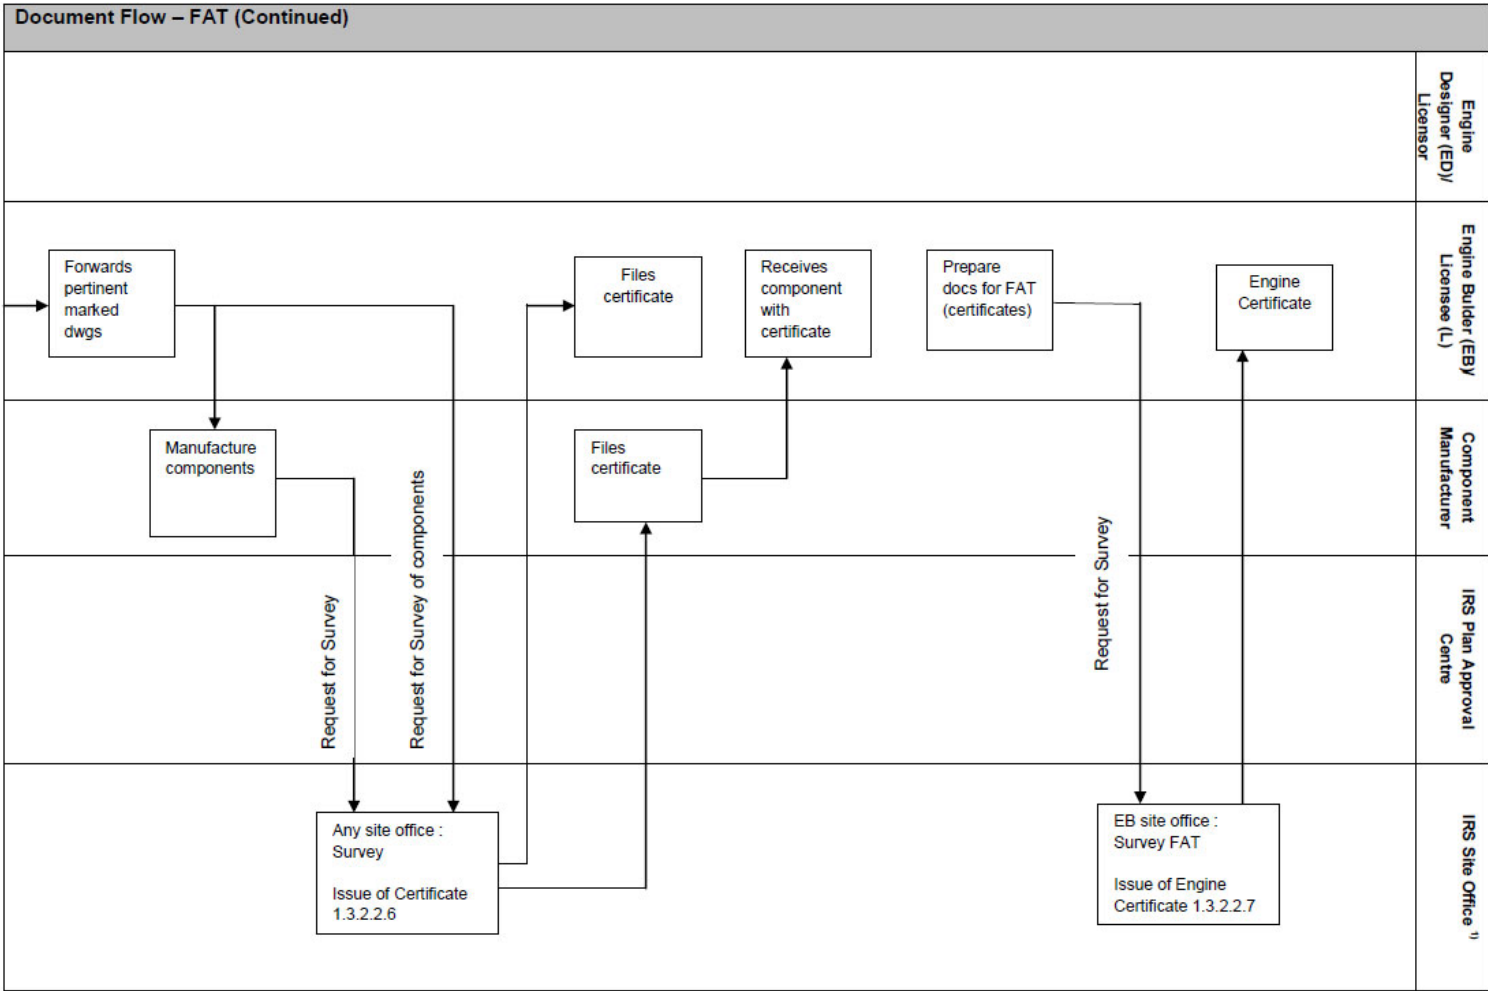 Document Flow – FAT (Continued)
Engine
Designer (ED)/
Licensor
Forwards
pertinent
marked
dwgs
Files
certificate
Receives
component
with
certificate
Prepare
docs for FAT
(certificates)
Engine
Certificate
Engine Bulder (EB)/
Licensee (L)
Manufacture
components
Files
certificate
Component
Manufacturer
Request for Survey
Request for Survey of components
Request for Survey
IRS Plan Approval
Centre
Any site office :
Survey
Issue of Certificate
1.3.2.2.6
EB site office :
Survey FAT
Issue of Engine
Certificate 1.3.2.2.7
IRS Site Office 1)